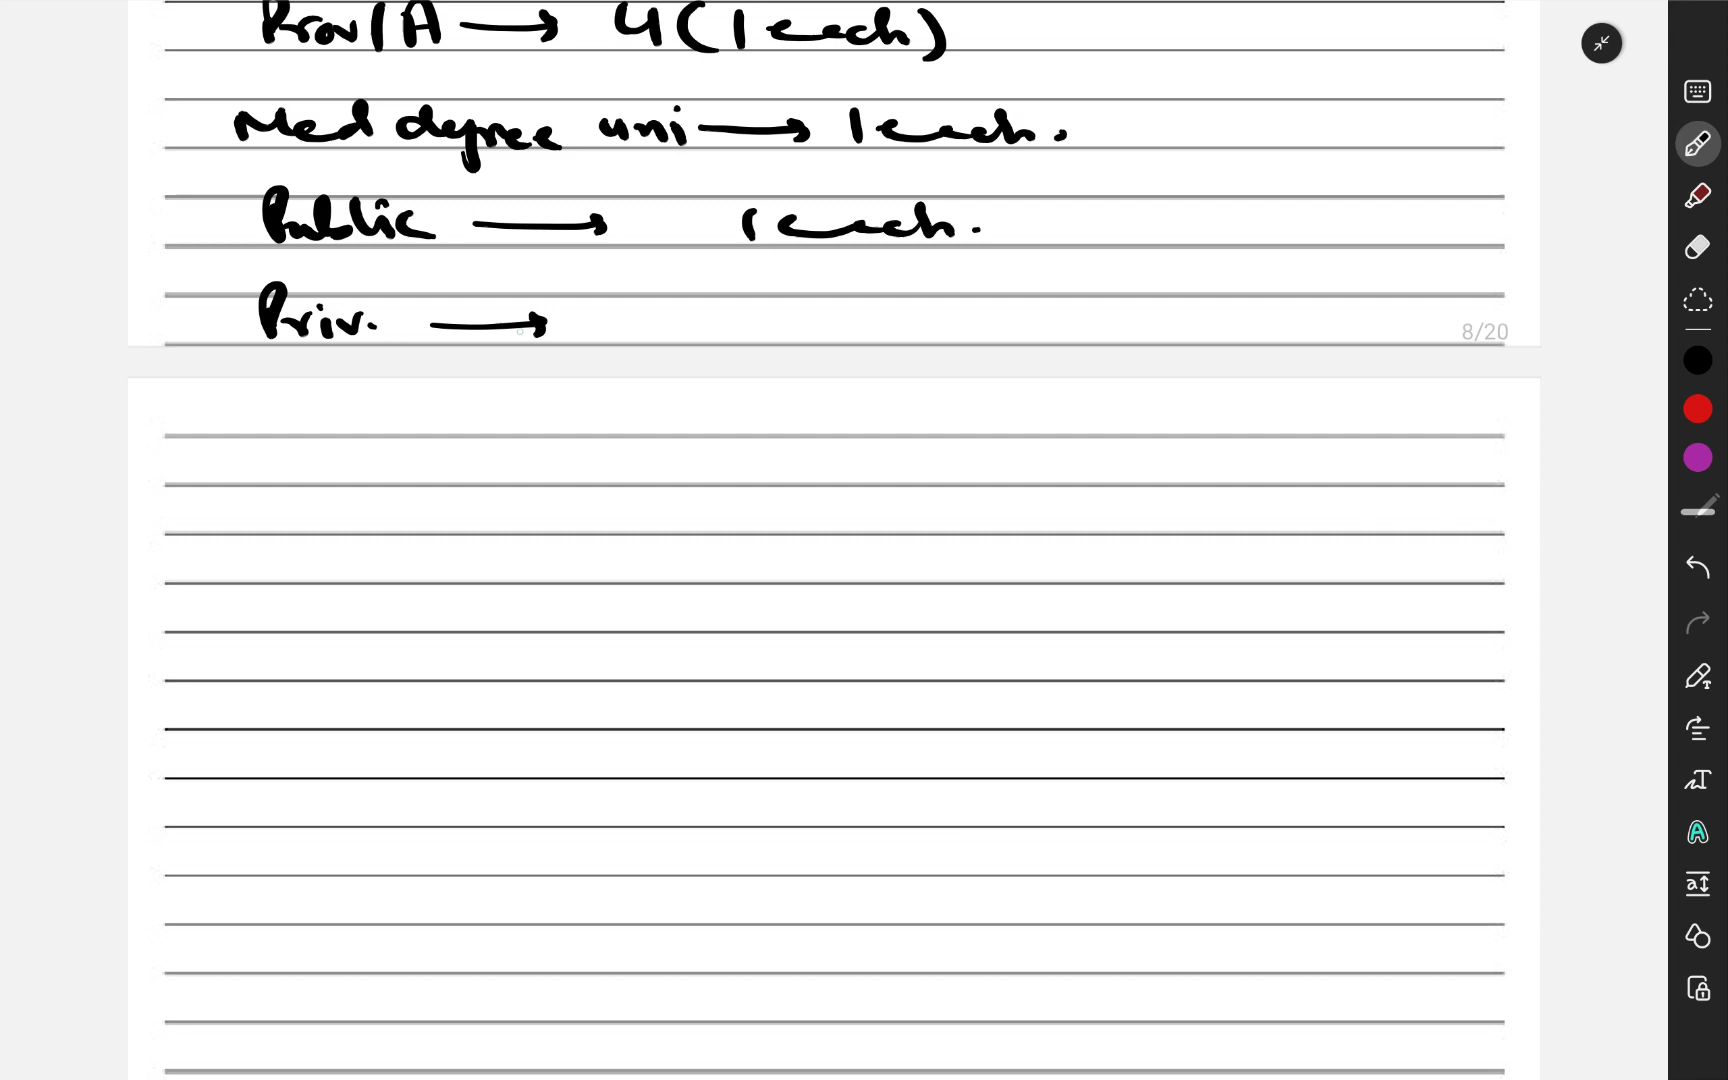 Prov/A → 4 (1 each)
Med degree uni → 1 each.
Public → 1 each.
Priv. →
8/20